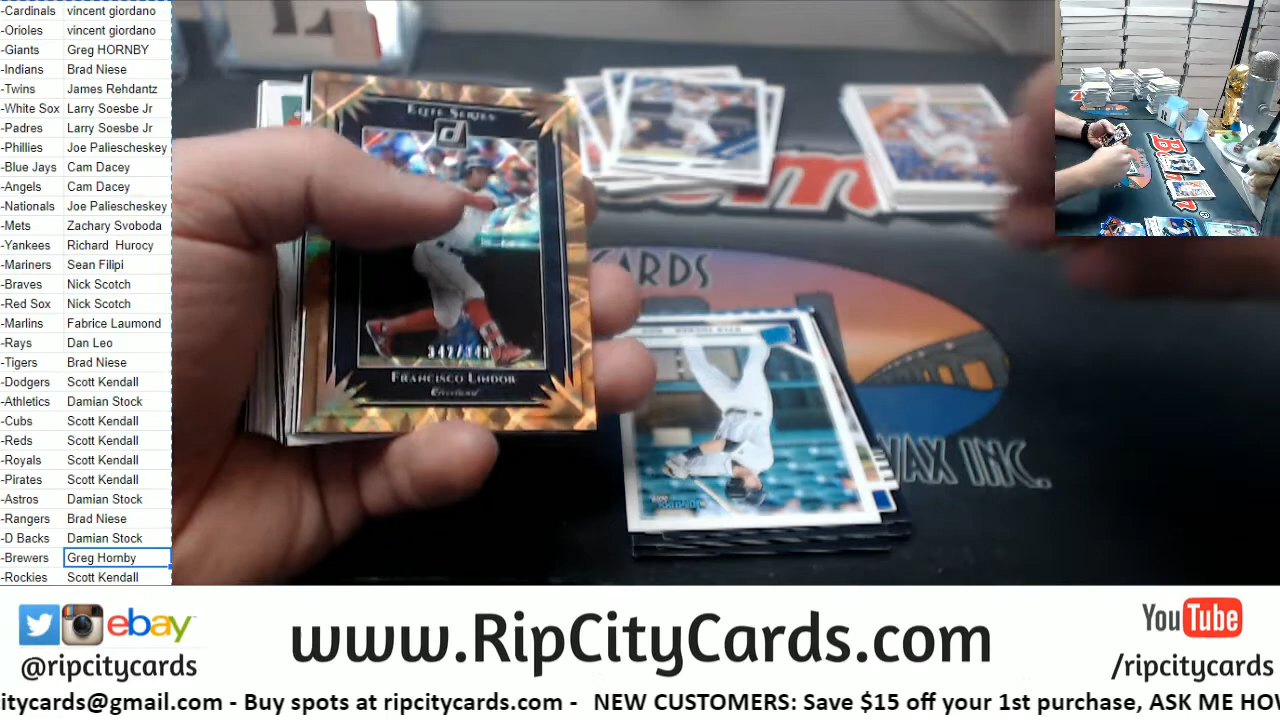 -Cardinals vincent giordano
-Orioles vincent giordano
-Giants Greg HORNBY
-Indians Brad Niese
-Twins James Rehdantz
-White Sox Larry Soesbe Jr
-Padres Larry Soesbe Jr
-Phillies Joe Paliescheskey
-Blue Jays Cam Dacey
-Angels Cam Dacey
-Nationals Joe Paliescheskey
-Mets Zachary Svoboda
-Yankees Richard Hurocy
-Mariners Sean Filipi
-Braves Nick Scotch
-Red Sox Nick Scotch
-Marlins Fabrice Laumond
-Rays Dan Leo
-Tigers Brad Niese
-Dodgers Scott Kendall
-Athletics Damian Stock
-Cubs Scott Kendall
-Reds Scott Kendall
-Royals Scott Kendall
-Pirates Scott Kendall
-Astros Damian Stock
-Rangers Brad Niese
-D Backs Damian Stock
-Brewers Greg Hornby
-Rockies Scott Kendall
ELITE SERIES
d
FRANCISCO LINDOR
CARDS
WAX INC.
ebay
@ripcitycards
www.RipCityCards.com
YouTube
/ripcitycards
citycards@gmail.com - Buy spots at ripcitycards.com - NEW CUSTOMERS: Save $15 off your 1st purchase, ASK ME HOW